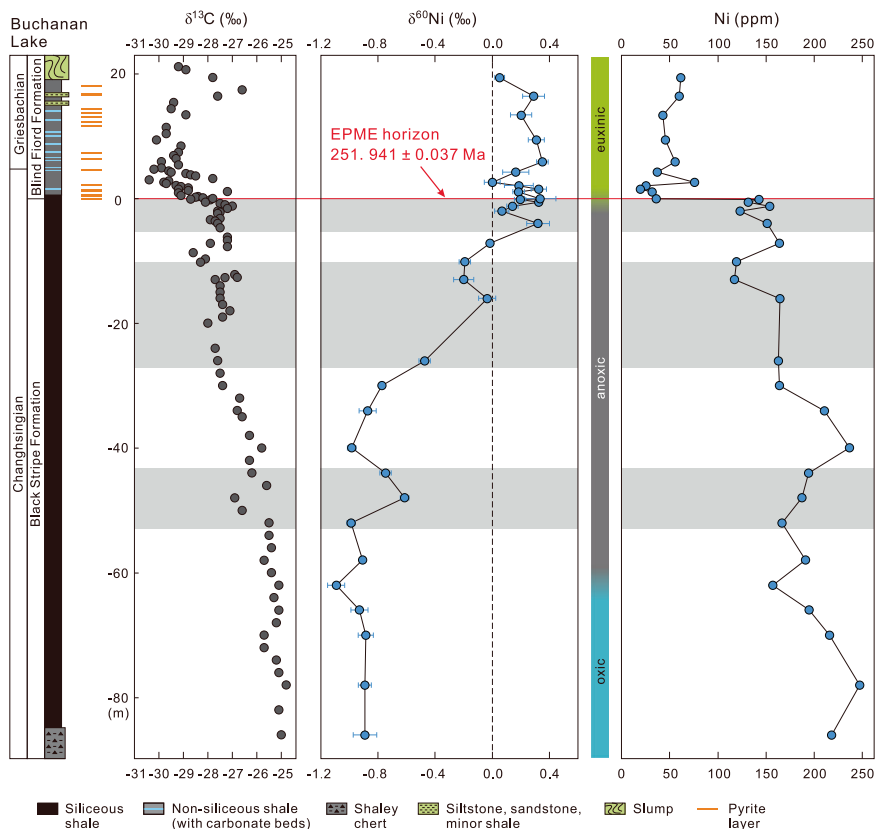 Buchanan
Lake
δ¹³C (‰)
δ⁶⁰Ni (‰)
Ni (ppm)
-31 -30 -29 -28 -27 -26 -25
-1.2 -0.8 -0.4 0.0 0.4
0 50 100 150 200 250
Griesbachian
Blind Fiord Formation
Changhsingian
Black Stripe Formation
20
0
-20
-40
-60
-80
(m)
EPME horizon
251. 941 ± 0.037 Ma
euxinic
anoxic
oxic
-31 -30 -29 -28 -27 -26 -25
-1.2 -0.8 -0.4 0.0 0.4
0 50 100 150 200 250
Siliceous
shale
Non-siliceous shale
(with carbonate beds)
Shaley
chert
Siltstone, sandstone,
minor shale
Slump
Pyrite
layer